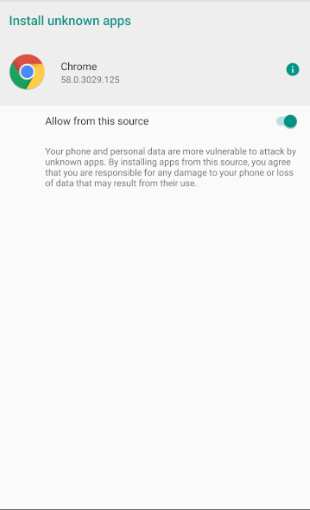 Install unknown apps
Chrome
58.0.3029.125
Allow from this source
Your phone and personal data are more vulnerable to attack by
unknown apps. By installing apps from this source, you agree
that you are responsible for any damage to your phone or loss
of data that may result from their use.